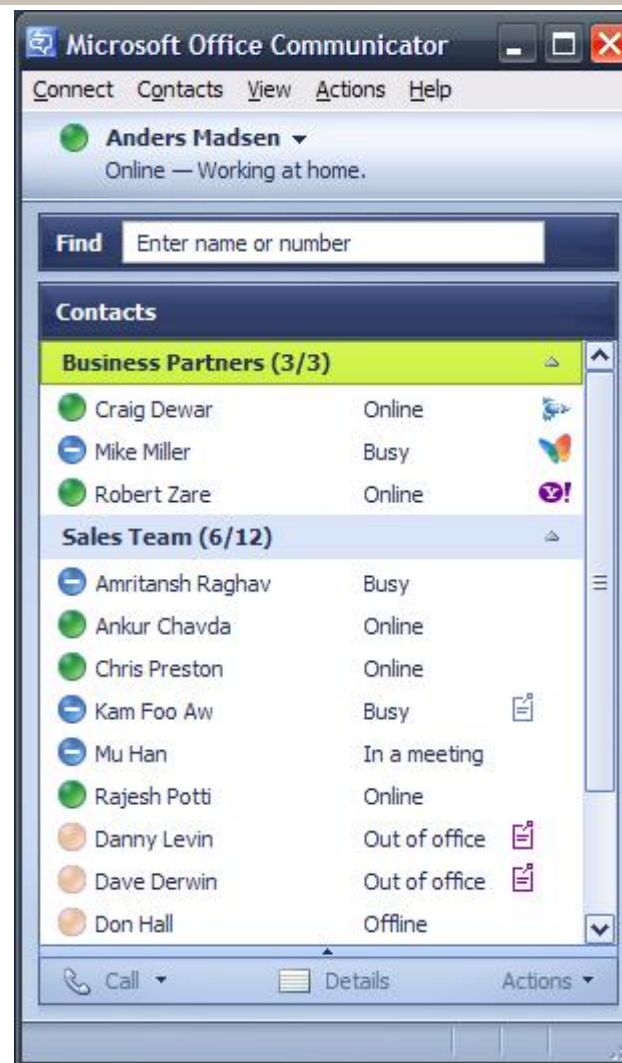 Microsoft Office Communicator
Connect Contacts View Actions Help
Anders Madsen
Online — Working at home.
Find Enter name or number
Contacts
Business Partners (3/3)
Craig Dewar Online
Mike Miller Busy
Robert Zare Online Y!
Sales Team (6/12)
Amritansh Raghav Busy
Ankur Chavda Online
Chris Preston Online
Kam Foo Aw Busy
Mu Han In a meeting
Rajesh Potti Online
Danny Levin Out of office
Dave Derwin Out of office
Don Hall Offline
Call Details Actions